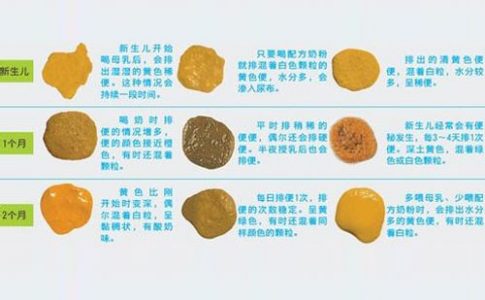 新生儿
新生儿开始
喝母乳后，会排
出湿湿的黄色稀
便。这种情况会
持续一段时间。
只要喝配方奶粉
就排混着白色颗粒的
黄色便，水分多，会
渗入尿布。
排出的清黄色便
便，混着白粒，水分较
多，呈稀便。
1个月
喝奶时排
便的情况增多，
便的颜色接近橙
色，有时还混着
颗粒。
平时排稍稀的
便便，偶尔还会排硬
便。半夜授乳后也会
排便。
新生儿经常会有便
秘发生，每3～4天排1次
便。深土黄色，混着绿
色或白色颗粒。
2个月
黄色比刚
开始时变深，偶
尔混着白粒，呈
黏稠状，有酸奶
味。
每日排便1次，排
便的次数稳定。呈黄
绿色，有时还混着同
样颜色的颗粒。
多喂母乳、少喂配
方奶粉时，会排出水分
多的黄色便，有时还混
着白粒。